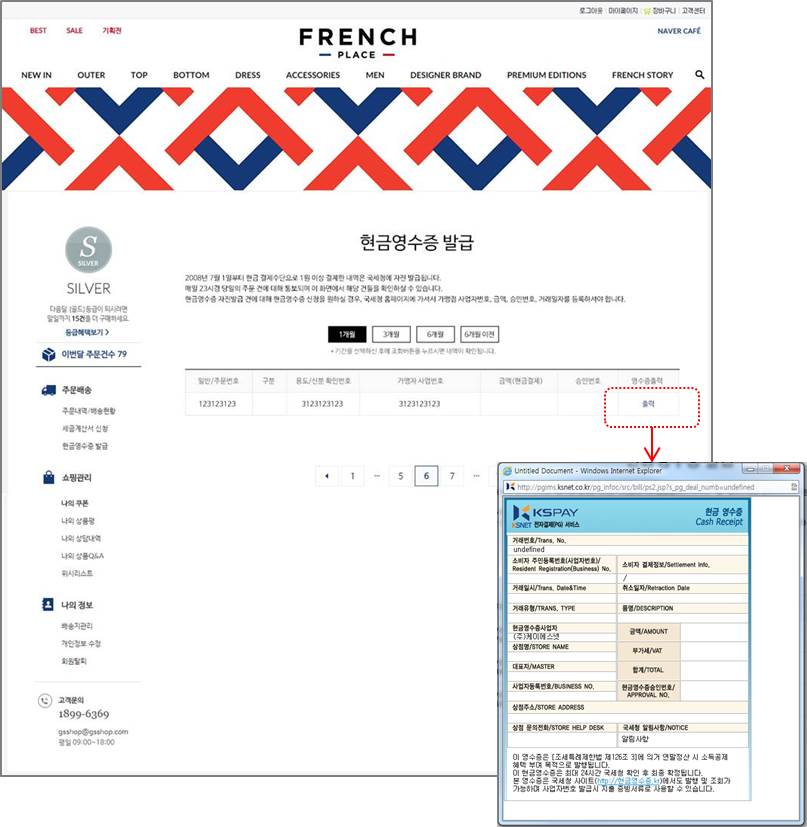 로그아웃 | 마이페이지 | 장바구니 | 고객센터
BEST SALE 기획전
FRENCH
PLACE
NAVER CAFÉ
NEW IN OUTER TOP BOTTOM DRESS ACCESSORIES MEN DESIGNER BRAND PREMIUM EDITIONS FRENCH STORY
S
SILVER
SILVER
다음달 [골드] 등급이 되시려면
말일까지 15건을 더 구매하세요.
등급혜택보기 >
이번달 주문건수 79
주문배송
주문내역/배송현황
세금계산서 신청
현금영수증 발급
쇼핑관리
나의 쿠폰
나의 상품평
나의 상담내역
나의 상품Q&A
위시리스트
나의 정보
배송지관리
개인정보 수정
회원탈퇴
고객문의
1899-6369
gsshop@gsshop.com
평일 09:00~18:00
현금영수증 발급
2008년 7월 1일부터 현금 결제수단으로 1원 이상 결제한 내역은 국세청에 자진 발급됩니다.
매일 23시경 당일의 주문 건에 대해 통보되며 이 화면에서 해당 건들을 확인하실 수 있습니다.
현금영수증 자진발급 건에 대해 현금영수증 신청을 원하실 경우, 국세청 홈페이지에 가셔서 가맹점 사업자번호, 금액, 승인번호, 거래일자를 등록하셔야 합니다.
1개월 3개월 6개월 6개월 이전
* 기간을 선택하신 후에 조회버튼을 누르시면 내역이 확인됩니다.
일반/주문번호 구분 용도/신분 확인번호 가맹자 사업번호 금액(현금결제) 승인번호 영수증출력
123123123 3123123123 3123123123 출력
1 ··· 5 6 7 ···
Untitled Document - Windows Internet Explorer
http://pgims.ksnet.co.kr/pg_infoc/src/bill/ps2.jsp?s_pg_deal_numb=undefined
KSPAY
KSNET 전자결제(PG) 서비스
현금 영수증
Cash Receipt
거래번호/Trans, No.
undefined
소비자 주민등록번호(사업자번호)/
Resident Registration(Business) No.
소비자 결제정보/Settlement Info.
/
거래일시/Trans, Date&Time 취소일자/Retraction Date
거래유형/TRANS, TYPE 품명/DESCRIPTION
현금영수증사업자
(주)케이에스넷
금액/AMOUNT
상점명/STORE NAME
부가세/VAT
대표자/MASTER
합계/TOTAL
사업자등록번호/BUSINESS NO.
현금영수증승인번호/
APPROVAL NO.
상점주소/STORE ADDRESS
상점 문의전화/STORE HELP DESK 국세청 알림사항/NOTICE
알림사항
이 영수증은 [조세특례제한법 제126조 3]에 의거 연말정산 시 소득공제
혜택 부여 목적으로 발행됩니다.
이 현금영수증은 최대 24시간 국세청 확인 후 최종 확정됩니다.
본 영수증은 국세청 사이트(http://현금영수증.kr)에서도 발행 및 조회가
가능하며 사업자번호 발급시 지출 증빙서류로 사용할 수 있습니다.